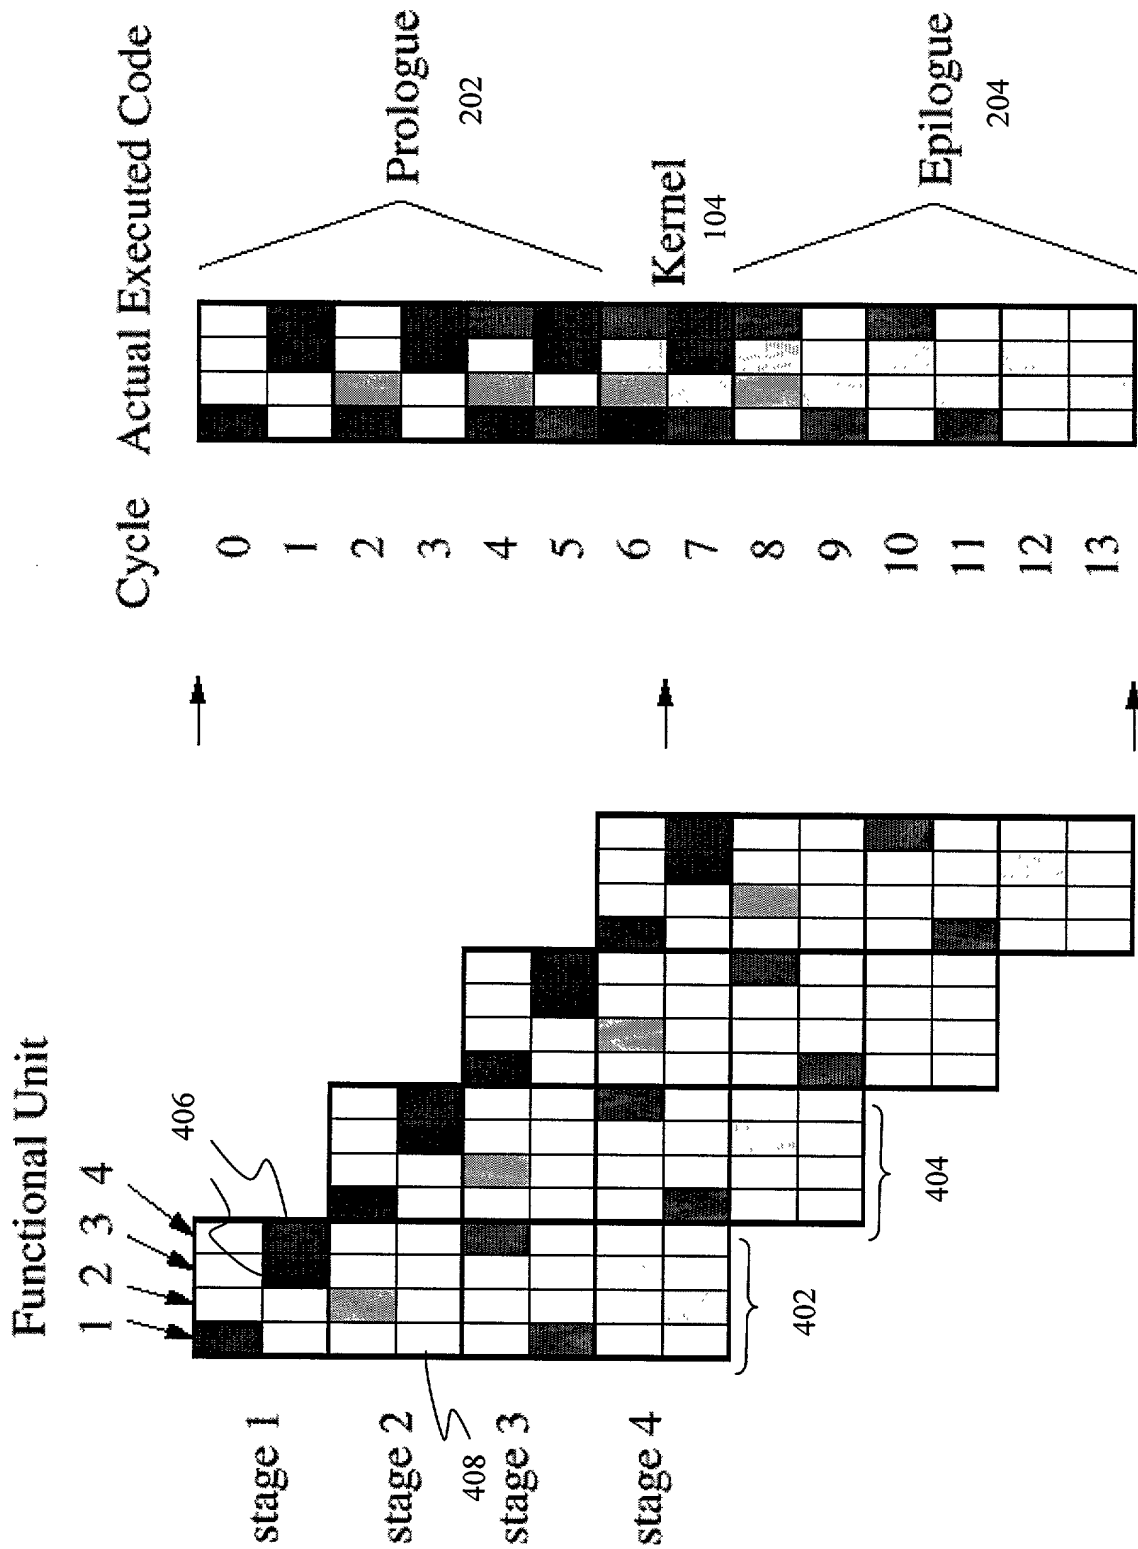 Functional Unit
1 2 3 4
406
stage 1
stage 2
408
stage 3
stage 4
402
404
Cycle Actual Executed Code
0
1
2
3
4
5
6
7
8
9
10
11
12
13
Prologue
202
Kernel
104
Epilogue
204